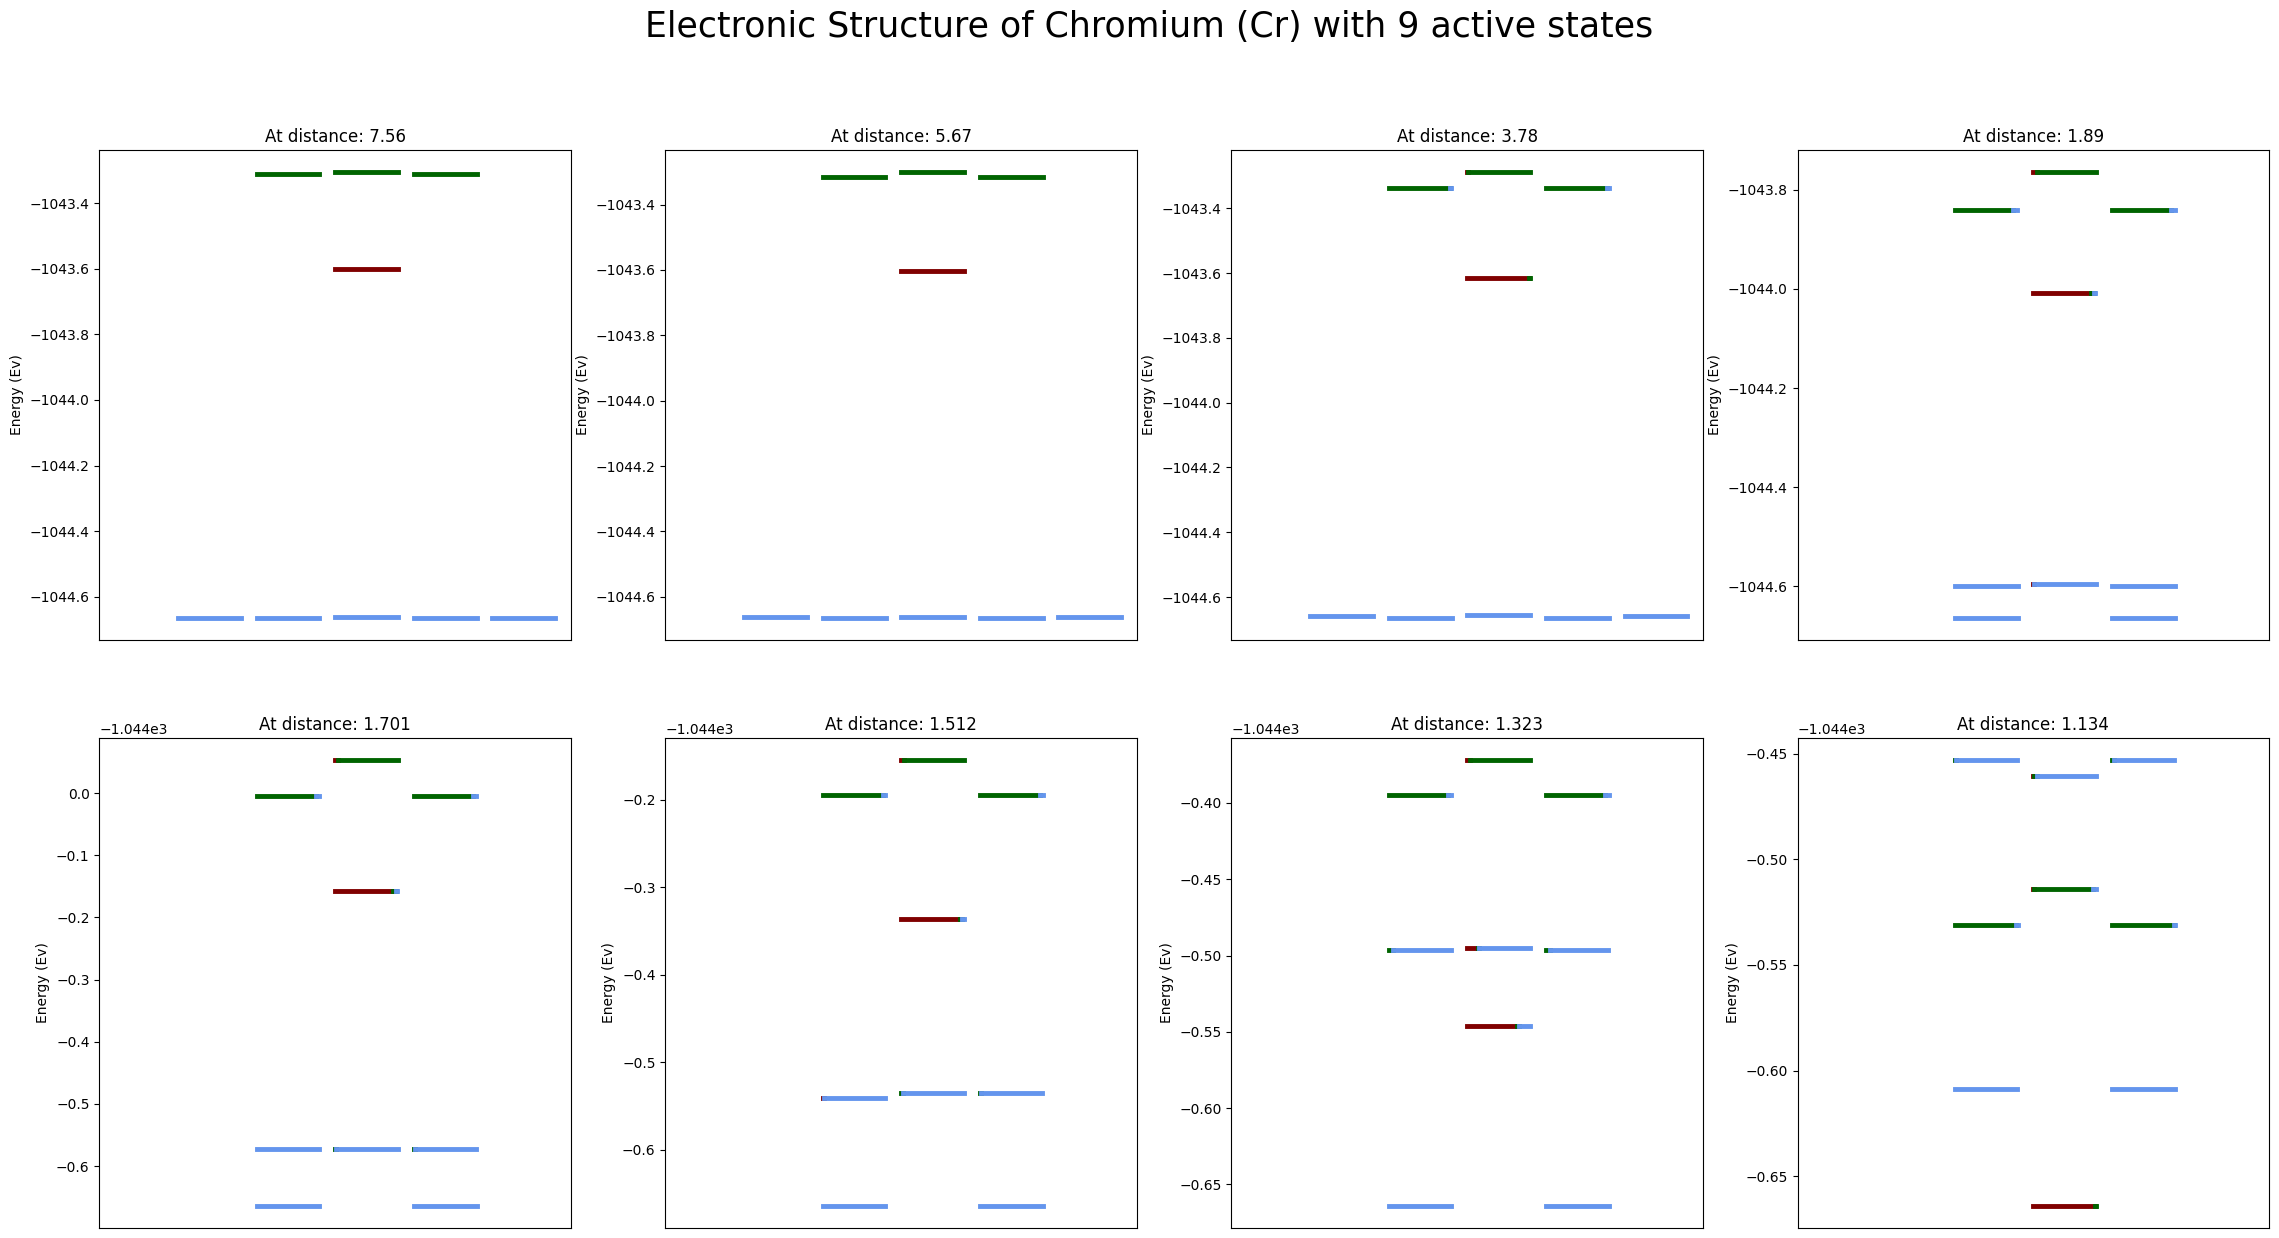 Electronic Structure of Chromium (Cr) with 9 active states
At distance: 7.56
Energy (Ev)
−1043.4
−1043.6
−1043.8
−1044.0
−1044.2
−1044.4
−1044.6
At distance: 5.67
Energy (Ev)
−1043.4
−1043.6
−1043.8
−1044.0
−1044.2
−1044.4
−1044.6
At distance: 3.78
Energy (Ev)
−1043.4
−1043.6
−1043.8
−1044.0
−1044.2
−1044.4
−1044.6
At distance: 1.89
Energy (Ev)
−1043.8
−1044.0
−1044.2
−1044.4
−1044.6
At distance: 1.701
−1.044e3
Energy (Ev)
0.0
−0.1
−0.2
−0.3
−0.4
−0.5
−0.6
At distance: 1.512
−1.044e3
Energy (Ev)
−0.2
−0.3
−0.4
−0.5
−0.6
At distance: 1.323
−1.044e3
Energy (Ev)
−0.40
−0.45
−0.50
−0.55
−0.60
−0.65
At distance: 1.134
−1.044e3
Energy (Ev)
−0.45
−0.50
−0.55
−0.60
−0.65